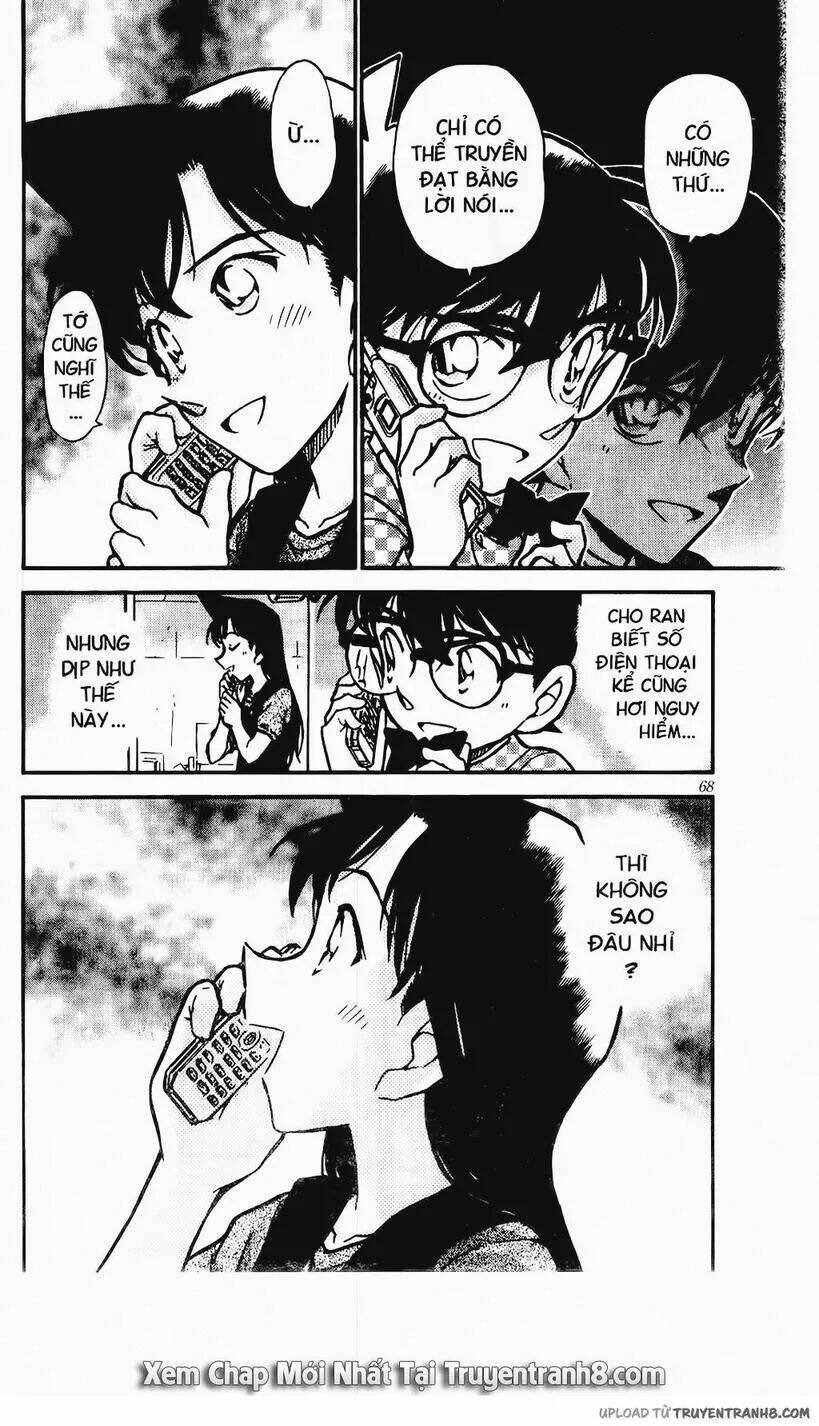 CÓ
NHỮNG
THỨ...
CHỈ CÓ
THỂ TRUYỀN
ĐẠT BẰNG
LỜI NÓI...
Ừ...
TỚ
CŨNG
NGHĨ
THẾ
...
CHO RAN
BIẾT SỐ
ĐIỆN THOẠI
KỂ CŨNG
HƠI NGUY
HIỂM...
NHƯNG
DỊP NHƯ
THẾ
NÀY...
68
THÌ
KHÔNG
SAO
ĐÂU NHỈ
?
Xem Chap Mới Nhất Tại Truyentranh8.com
UPLOAD TỪ TRUYENTRANH8.COM